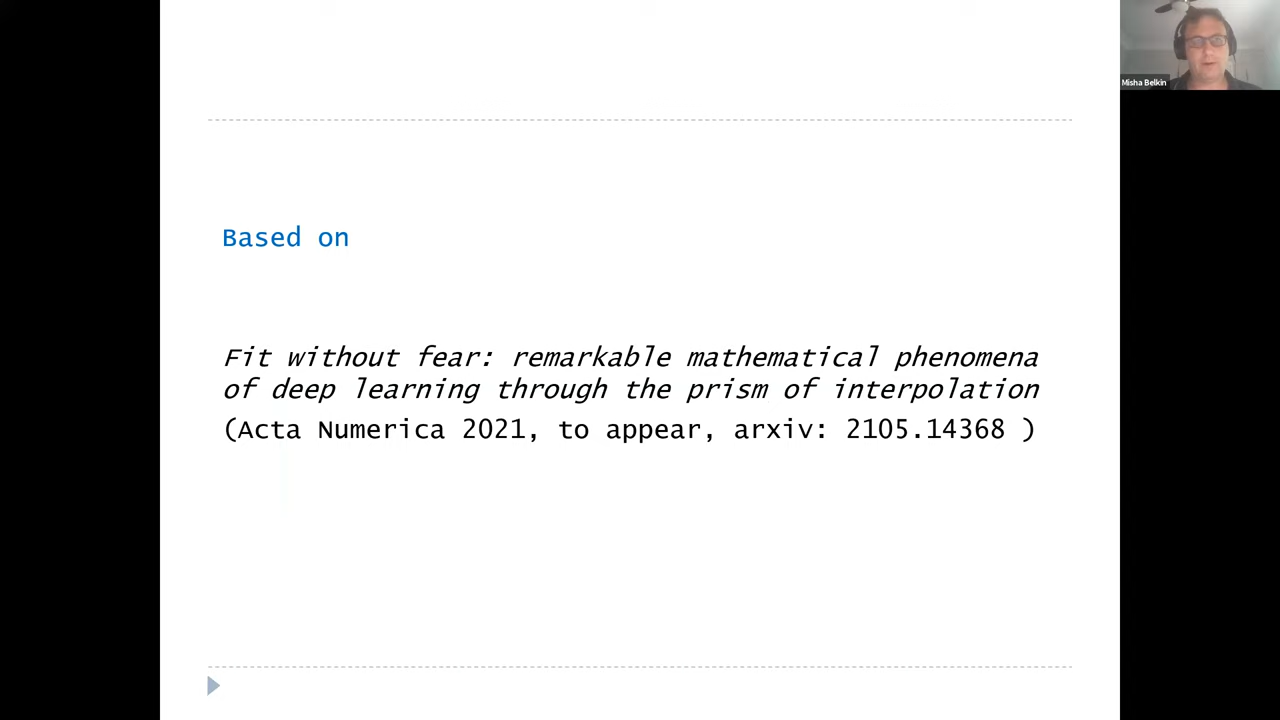 Misha Belkin
Based on
Fit without fear: remarkable mathematical phenomena
of deep learning through the prism of interpolation
(Acta Numerica 2021, to appear, arxiv: 2105.14368 )